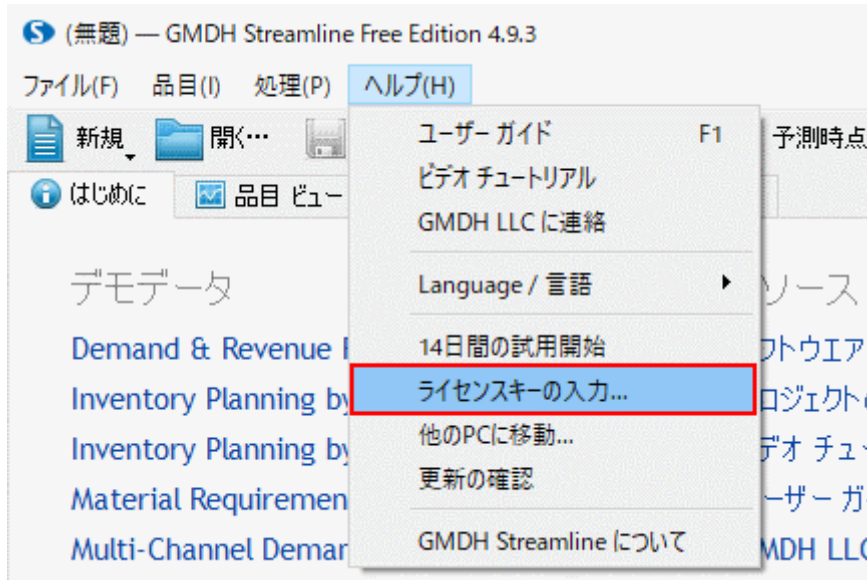 (無題) — GMDH Streamline Free Edition 4.9.3
ファイル(F) 品目(I) 処理(P) ヘルプ(H)
新規 開く… 予測時点
はじめに 品目 ビュー
ユーザー ガイド F1
ビデオ チュートリアル
GMDH LLC に連絡
Language / 言語
14日間の試用開始
ライセンスキーの入力...
他のPCに移動...
更新の確認
GMDH Streamline について
デモデータ
Demand & Revenue
Inventory Planning by
Inventory Planning by
Material Requiremen
Multi-Channel Deman
ソース
フトウエア
ロジェクト
デオ チュー
ーザー ガ
MDH LLC